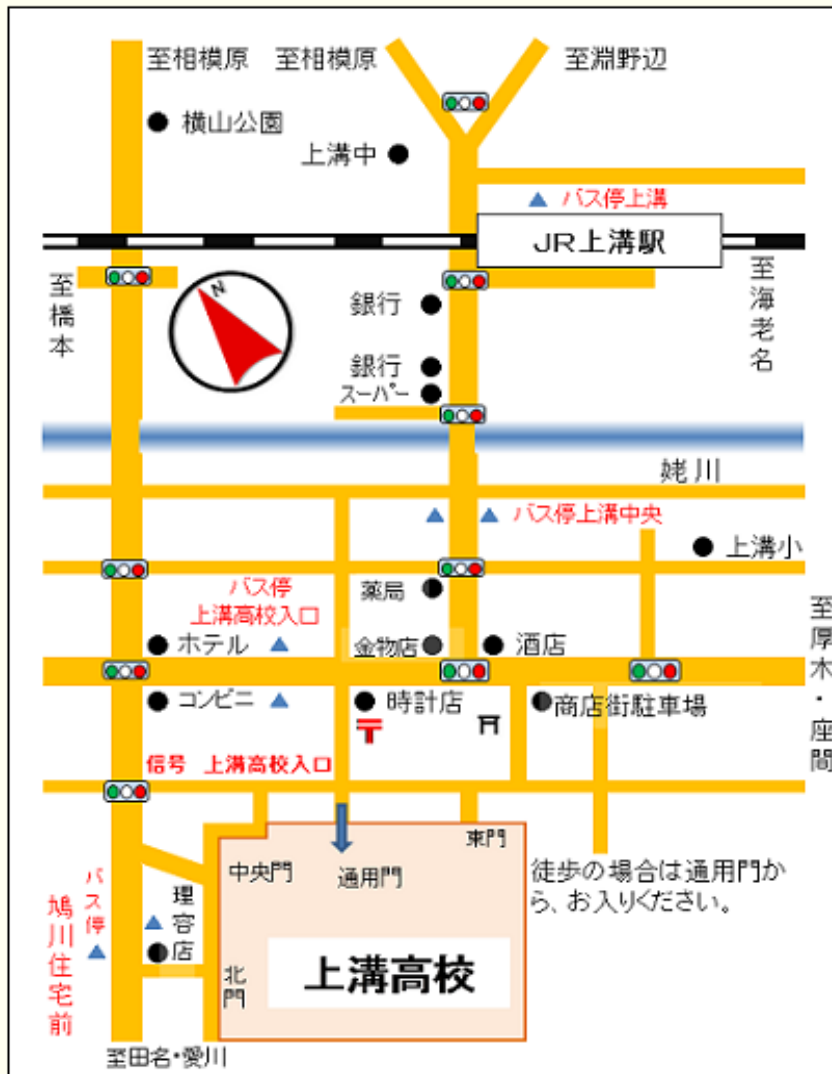 至相模原
至相模原
至淵野辺
横山公園
上溝中
バス停上溝
JR上溝駅
至橋本
N
銀行
至海老名
銀行
スーパー
姥川
バス停上溝中央
上溝小
バス停
上溝高校入口
薬局
至厚木・座間
ホテル
金物店
酒店
コンビニ
時計店
商店街駐車場
〒
信号 上溝高校入口
中央門
通用門
東門
徒歩の場合は通用門か
ら、お入りください。
バス停
鳩川住宅前
理容店
北門
上溝高校
至田名・愛川